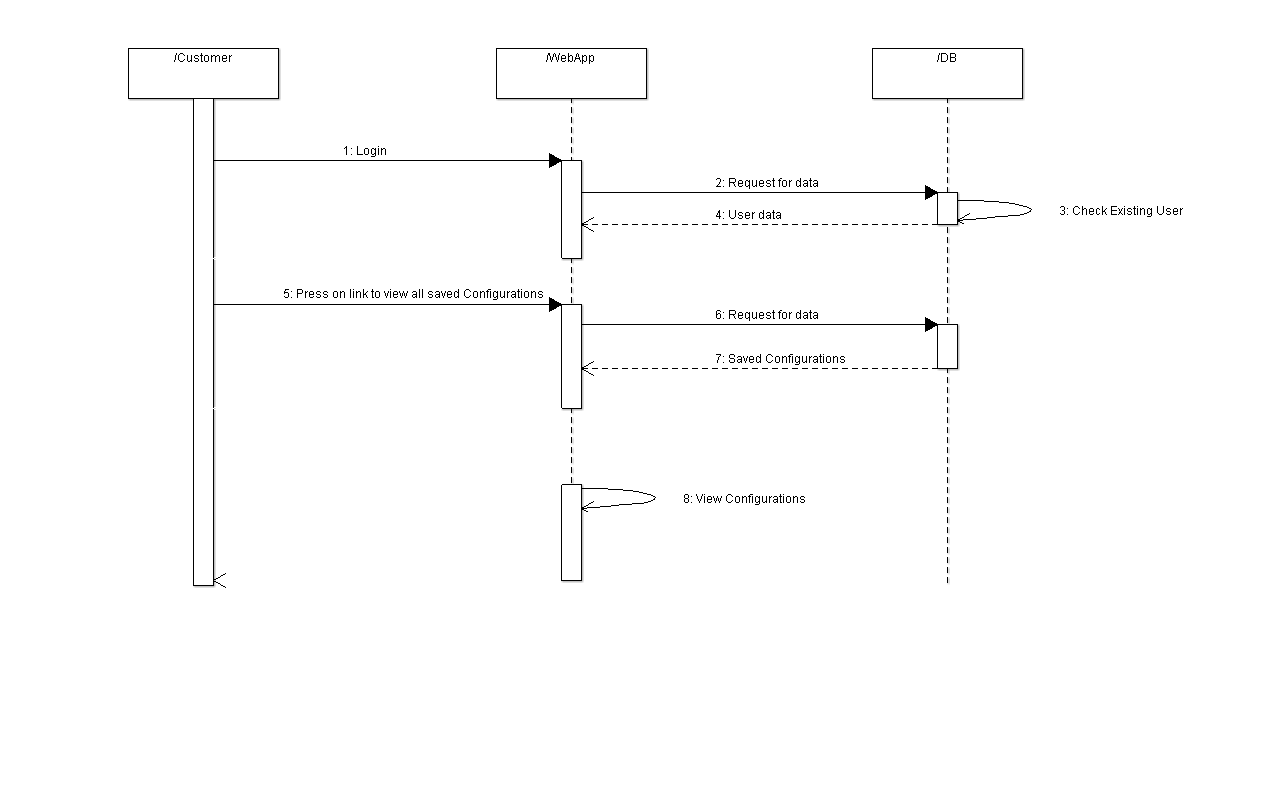 /Customer
/WebApp
/DB
1: Login
2: Request for data
3: Check Existing User
4: User data
5: Press on link to view all saved Configurations
6: Request for data
7: Saved Configurations
8: View Configurations